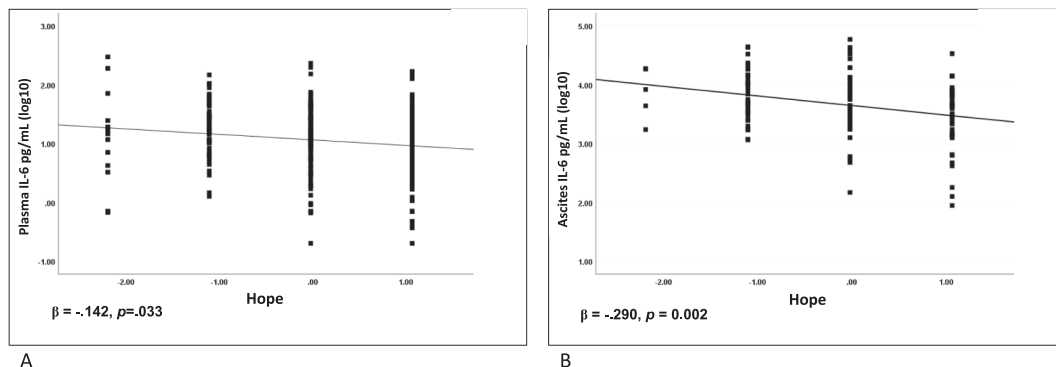 3.00
2.00
1.00
.00
-1.00
Plasma IL-6 pg/mL (log10)
-2.00 -1.00 .00 1.00
Hope
β = -.142, p=.033
A
5.00
4.00
3.00
2.00
1.00
Ascites IL-6 pg/mL (log10)
-2.00 -1.00 .00 1.00
Hope
β = -.290, p = 0.002
B